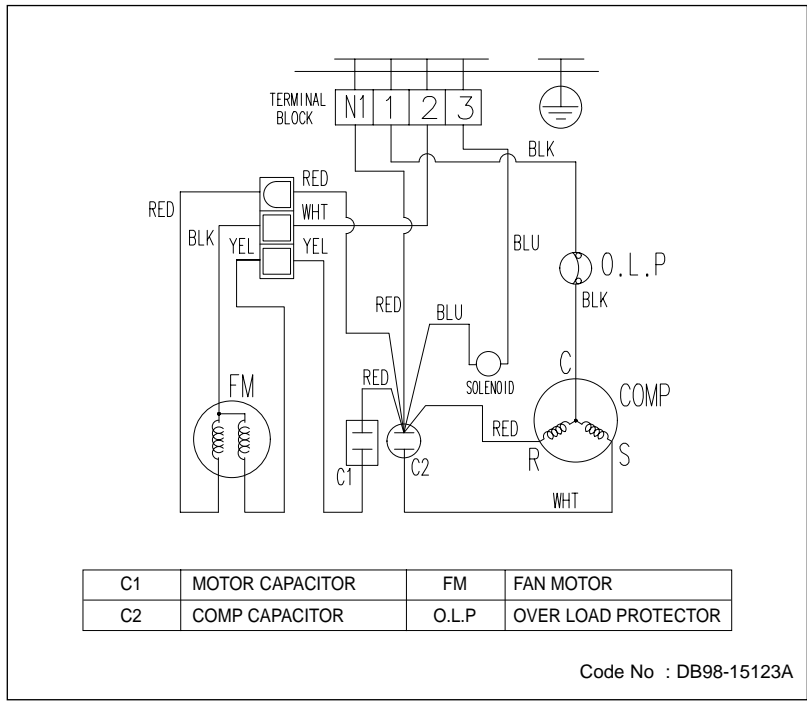 TERMINAL
BLOCK
N1 1 2 3
BLK
RED
RED
WHT
BLK
YEL
YEL
BLU
O.L.P
BLK
RED
BLU
FM
RED
SOLENOID
C
COMP
RED
R
S
C1
C2
WHT
C1 MOTOR CAPACITOR FM FAN MOTOR
C2 COMP CAPACITOR O.L.P OVER LOAD PROTECTOR
Code No : DB98-15123A